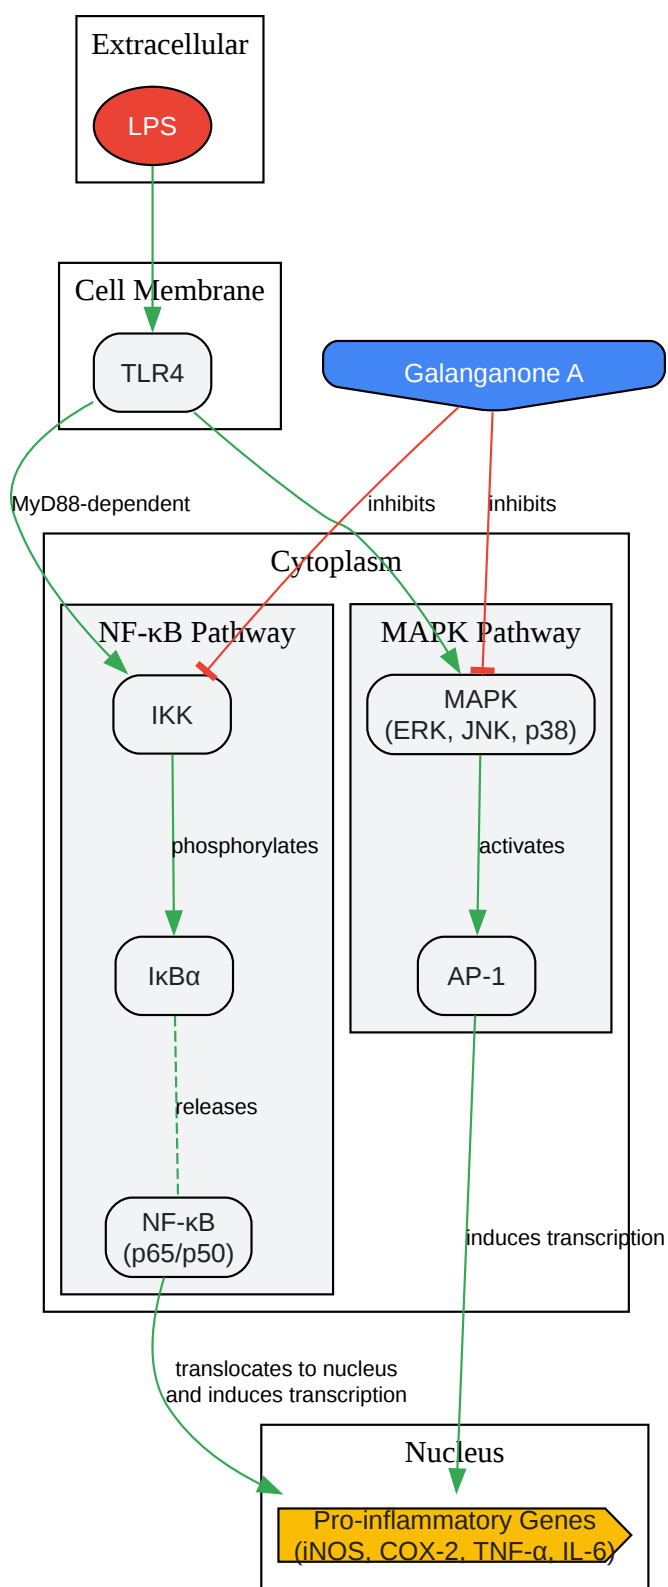 Extracellular
LPS
Cell Membrane
TLR4
Galanganone A
MyD88-dependent
inhibits
inhibits
Cytoplasm
NF-κB Pathway
MAPK Pathway
IKK
MAPK
(ERK, JNK, p38)
phosphorylates
activates
IκBα
AP-1
releases
NF-κB
(p65/p50)
induces transcription
translocates to nucleus
and induces transcription
Nucleus
Pro-inflammatory Genes
(iNOS, COX-2, TNF-α, IL-6)